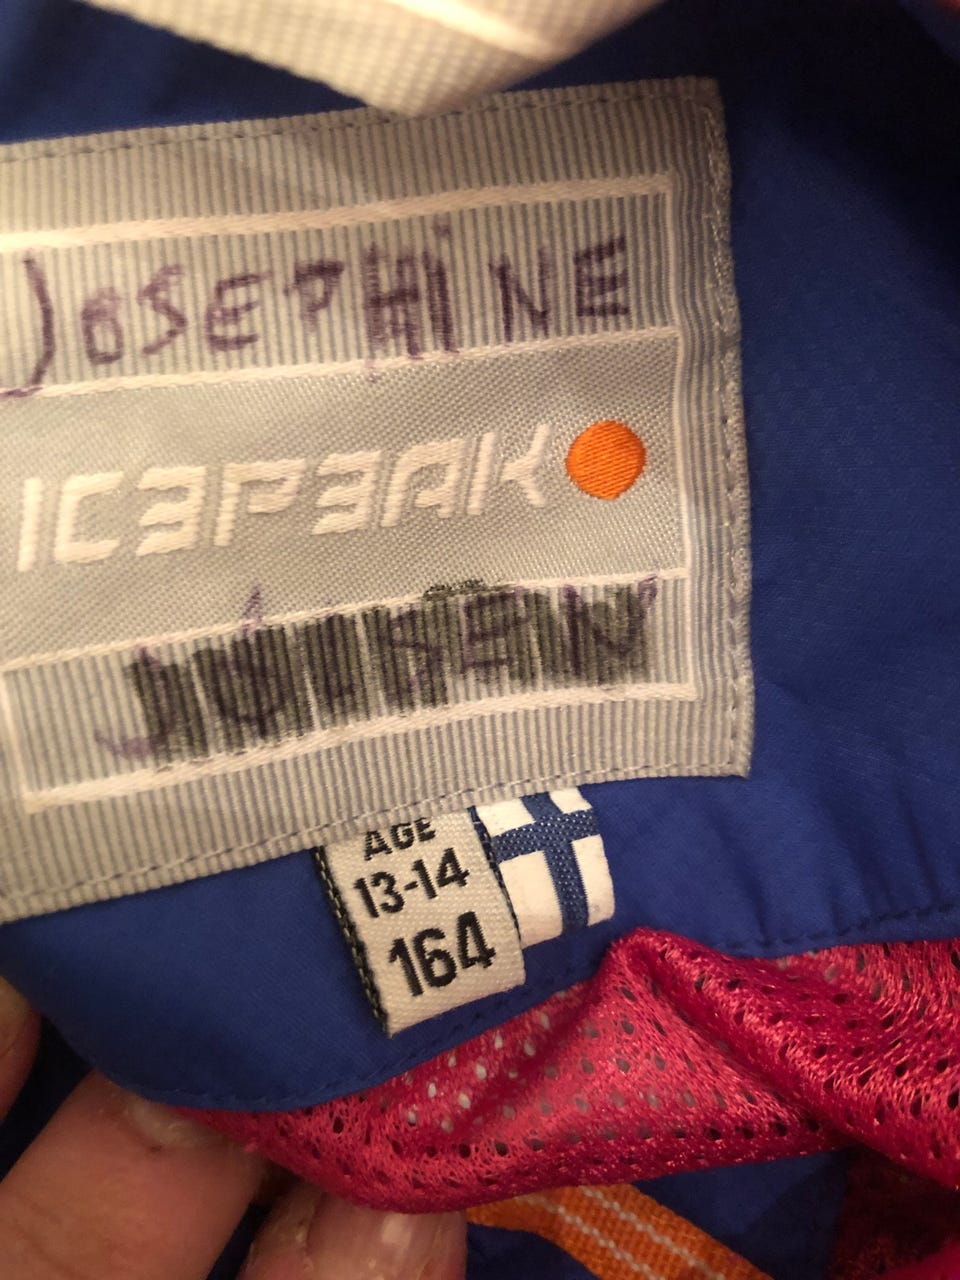 JOSEPHINE
ICEPEAK
AGE
13-14
164